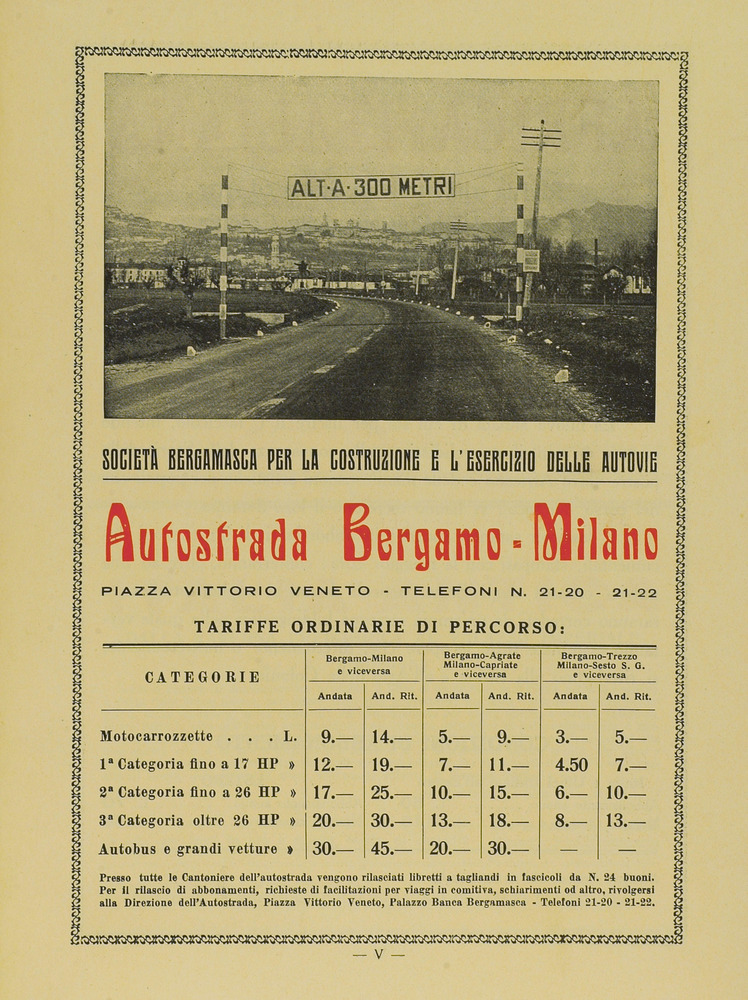 ALT·A·300 METRI
SOCIETÀ BERGAMASCA PER LA COSTRUZIONE E L'ESERCIZIO DELLE AUTOVIE
Autostrada Bergamo - Milano
PIAZZA VITTORIO VENETO - TELEFONI N. 21-20 - 21-22
TARIFFE ORDINARIE DI PERCORSO:
CATEGORIE
Bergamo-Milano
e viceversa
Bergamo-Agrate
Milano-Capriate
e viceversa
Bergamo-Trezzo
Milano-Sesto S. G.
e viceversa
Andata And. Rit. Andata And. Rit. Andata And. Rit.
Motocarrozzette . . . L. 9.— 14.— 5.— 9.— 3.— 5.—
1ª Categoria fino a 17 HP » 12.— 19.— 7.— 11.— 4.50 7.—
2ª Categoria fino a 26 HP » 17.— 25.— 10.— 15.— 6.— 10.—
3ª Categoria oltre 26 HP » 20.— 30.— 13.— 18.— 8.— 13.—
Autobus e grandi vetture » 30.— 45.— 20.— 30.— — —
Presso tutte le Cantoniere dell'autostrada vengono rilasciati libretti a tagliandi in fascicoli da N. 24 buoni.
Per il rilascio di abbonamenti, richieste di facilitazioni per viaggi in comitiva, schiarimenti od altro, rivolgersi
alla Direzione dell'Autostrada, Piazza Vittorio Veneto, Palazzo Banca Bergamasca - Telefoni 21-20 - 21-22.
— V —